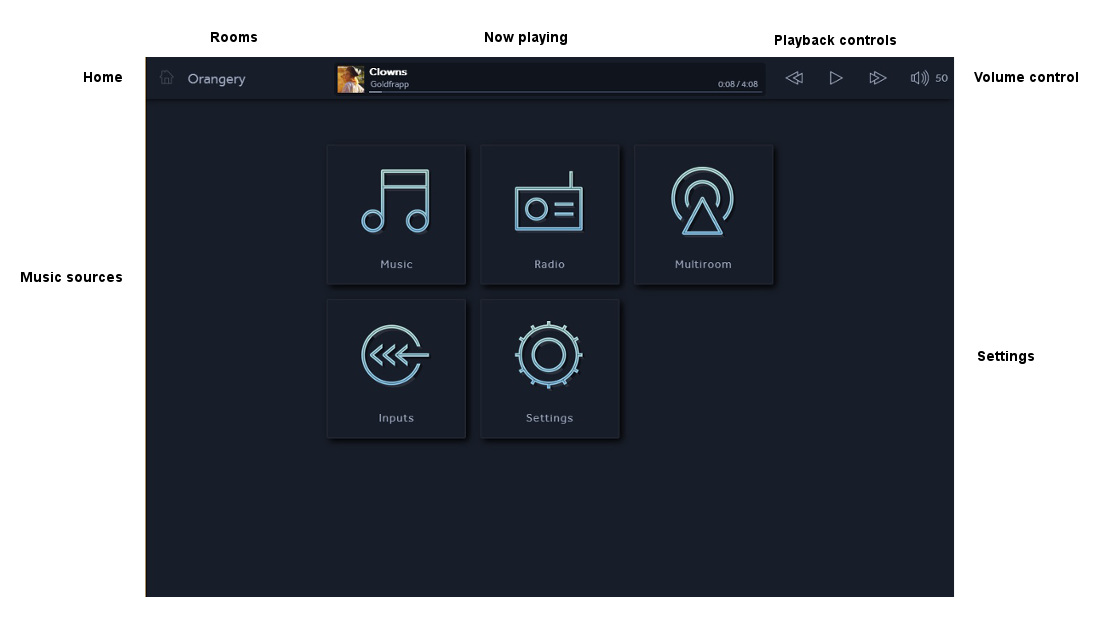 Rooms
Now playing
Playback controls
Home
Orangery
Clowns
Goldfrapp
0:08 / 4:08
50
Volume control
Music
Radio
Multiroom
Music sources
Settings
Inputs
Settings